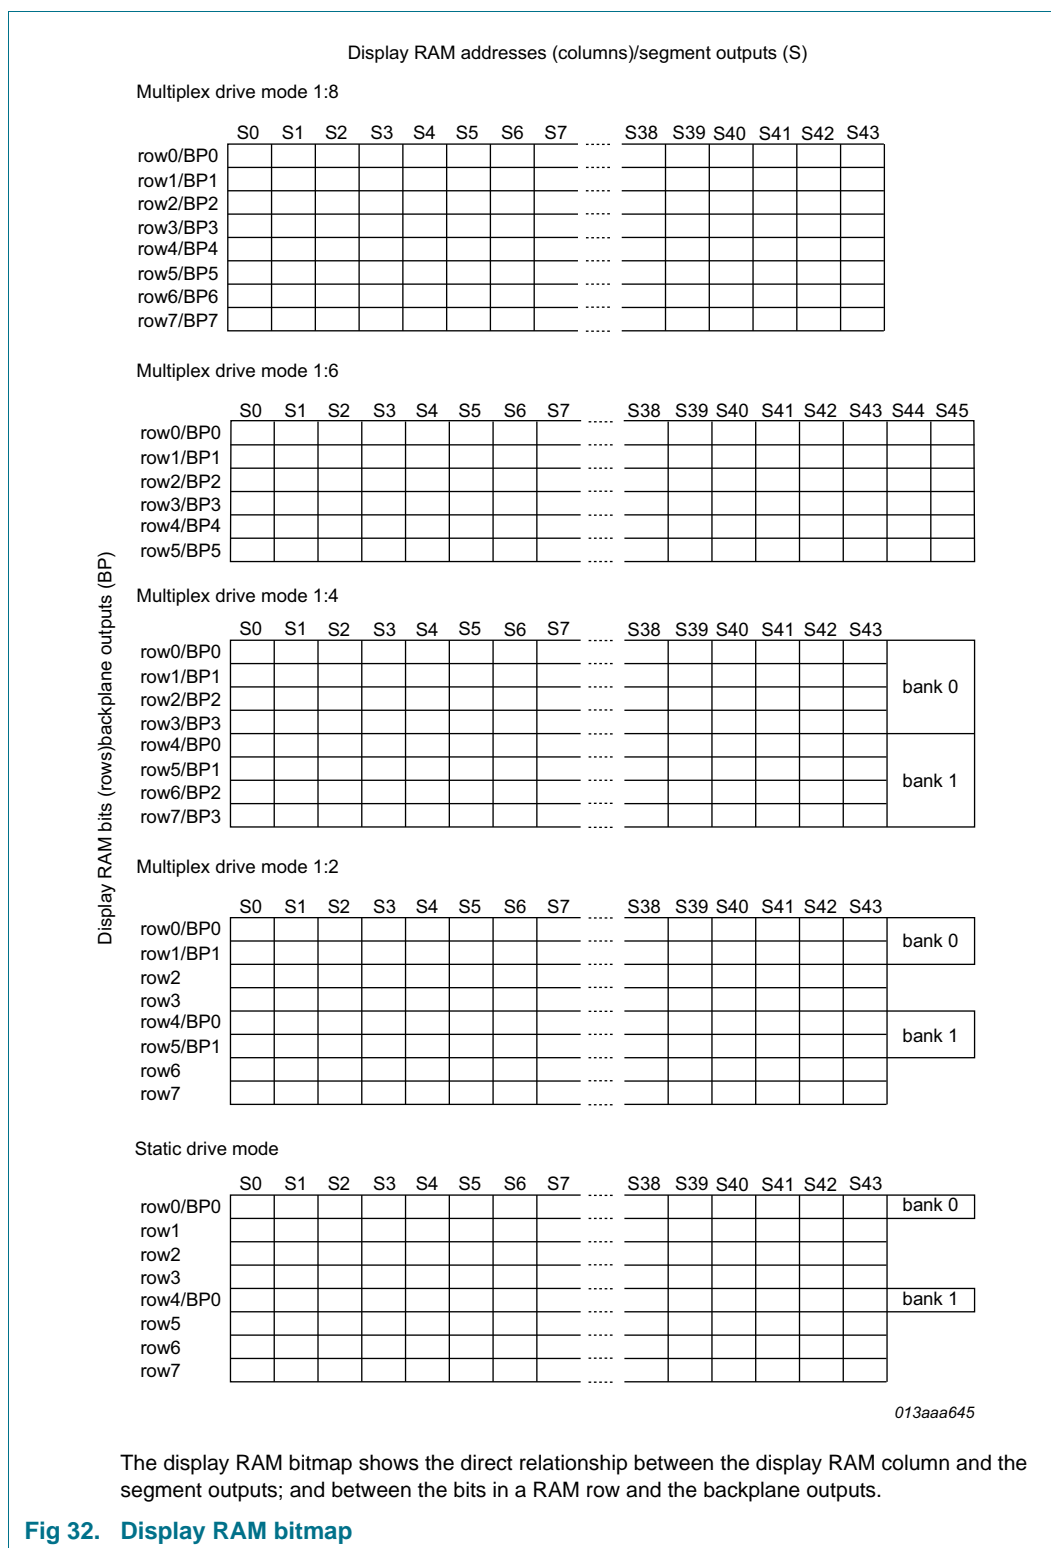 Display RAM addresses (columns)/segment outputs (S)
Display RAM bits (rows)backplane outputs (BP)
Multiplex drive mode 1:8
S0 S1 S2 S3 S4 S5 S6 S7 ..... S38 S39 S40 S41 S42 S43
row0/BP0
row1/BP1
row2/BP2
row3/BP3
row4/BP4
row5/BP5
row6/BP6
row7/BP7
Multiplex drive mode 1:6
S0 S1 S2 S3 S4 S5 S6 S7 ..... S38 S39 S40 S41 S42 S43 S44 S45
row0/BP0
row1/BP1
row2/BP2
row3/BP3
row4/BP4
row5/BP5
Multiplex drive mode 1:4
S0 S1 S2 S3 S4 S5 S6 S7 ..... S38 S39 S40 S41 S42 S43
row0/BP0
row1/BP1
bank 0
row2/BP2
row3/BP3
row4/BP0
row5/BP1
bank 1
row6/BP2
row7/BP3
Multiplex drive mode 1:2
S0 S1 S2 S3 S4 S5 S6 S7 ..... S38 S39 S40 S41 S42 S43
row0/BP0
bank 0
row1/BP1
row2
row3
row4/BP0
bank 1
row5/BP1
row6
row7
Static drive mode
S0 S1 S2 S3 S4 S5 S6 S7 ..... S38 S39 S40 S41 S42 S43
row0/BP0 bank 0
row1
row2
row3
row4/BP0 bank 1
row5
row6
row7
013aaa645
The display RAM bitmap shows the direct relationship between the display RAM column and the
segment outputs; and between the bits in a RAM row and the backplane outputs.
Fig 32. Display RAM bitmap